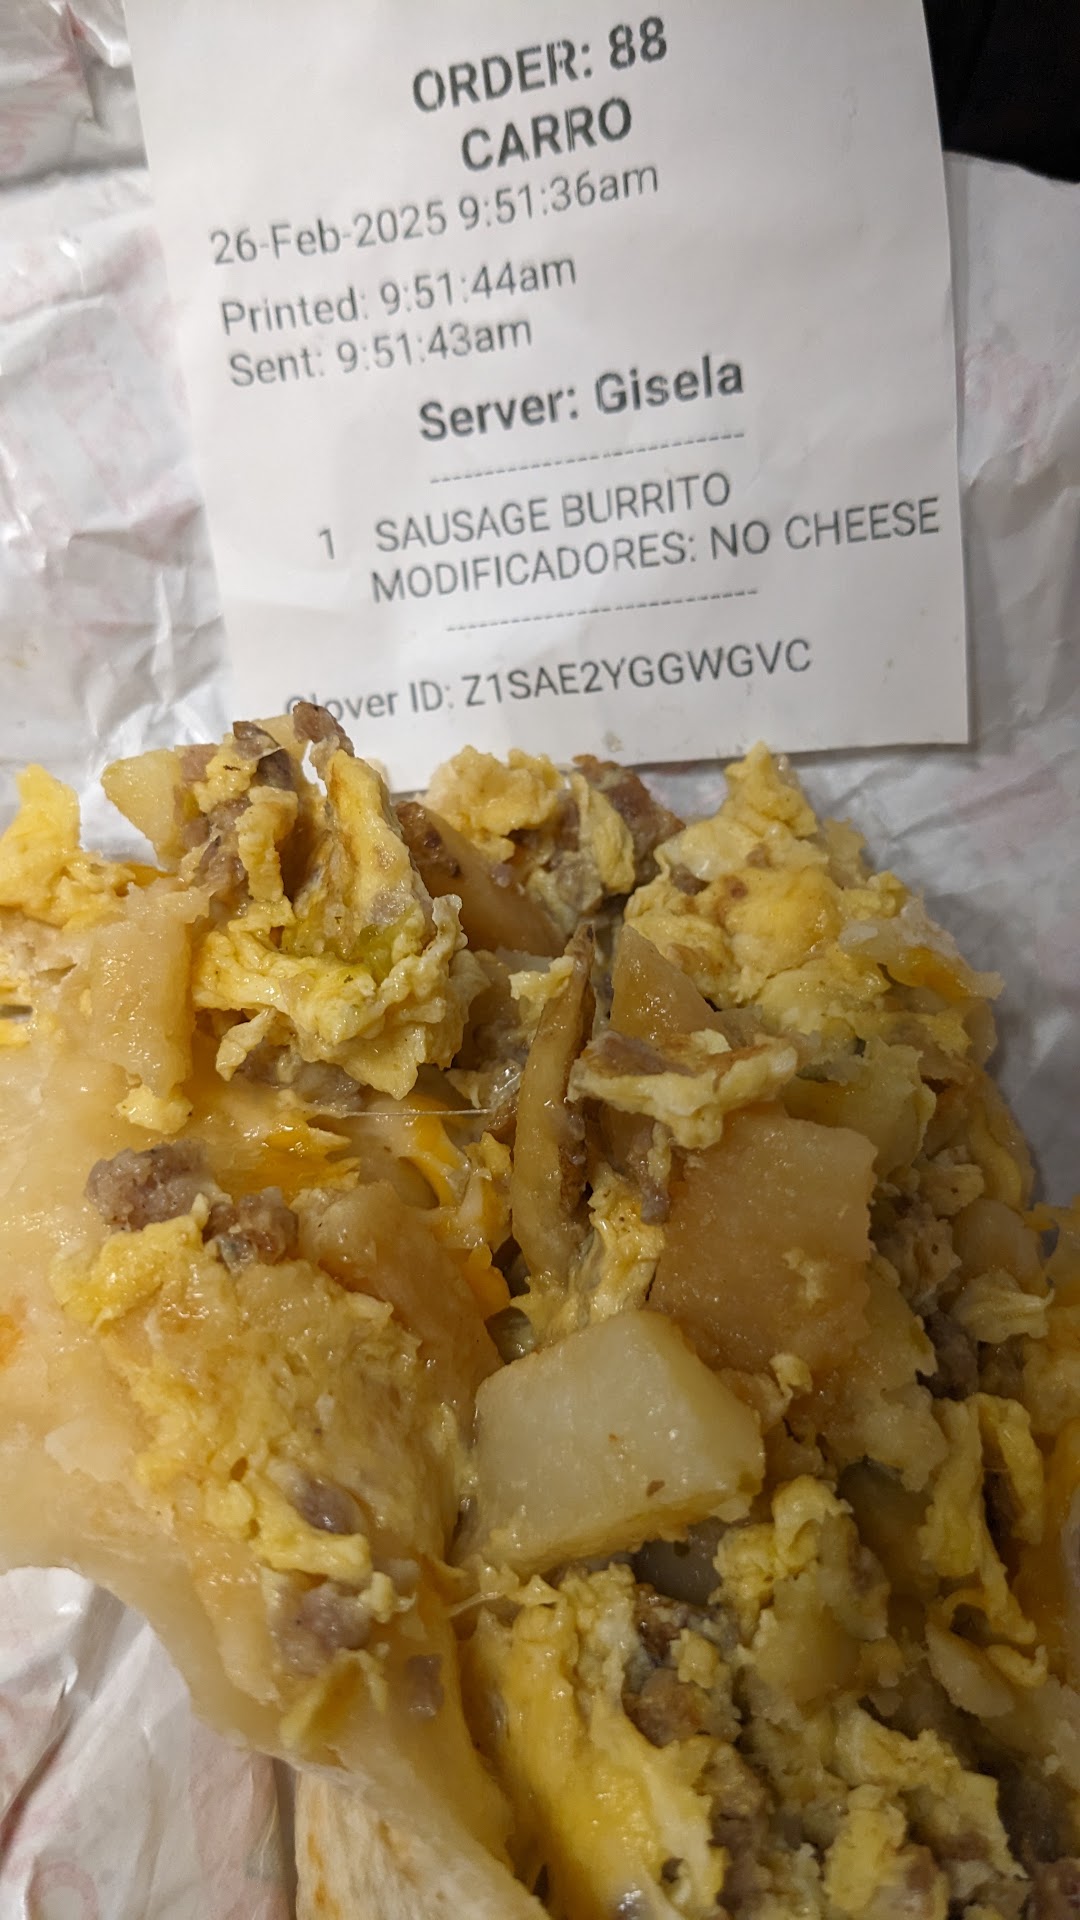 ORDER: 88
CARRO
26-Feb-2025 9:51:36am
Printed: 9:51:44am
Sent: 9:51:43am
Server: Gisela
--------------------------
1 SAUSAGE BURRITO
MODIFICADORES: NO CHEESE
--------------------------
Clover ID: Z1SAE2YGGWGVC